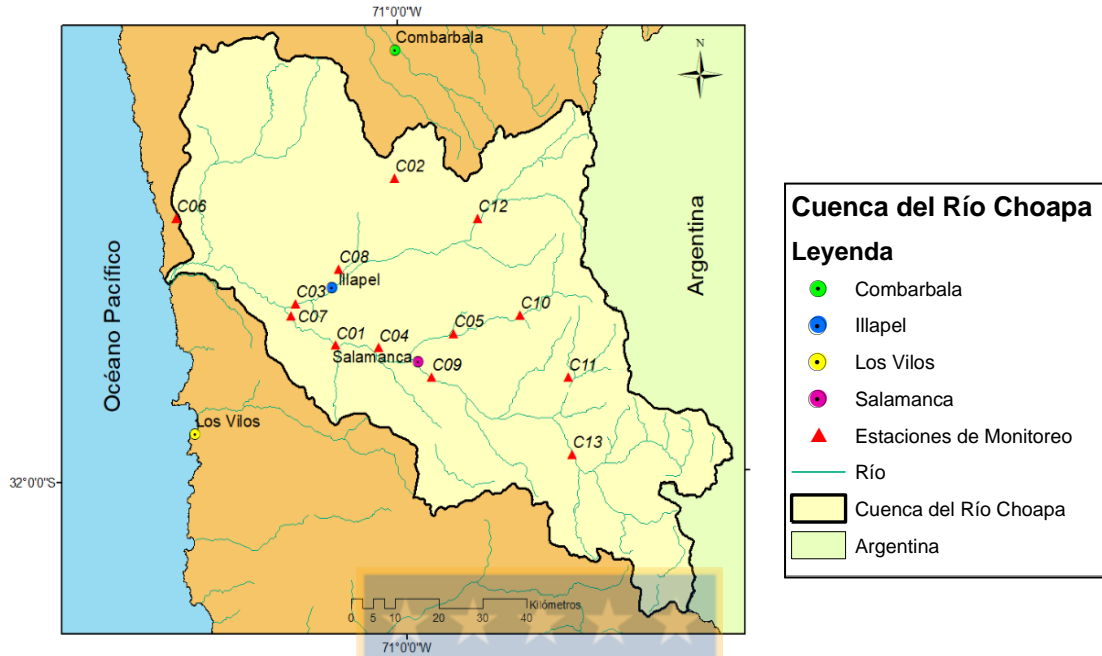 71°0'0"W
Combarbala
N
C02
C06
C12
C08
Illapel
C03
C07
C10
C05
C01
C04
Salamanca
C09
C11
Los Vilos
C13
32°0'0"S
Océano Pacífico
Argentina
Kilómetros
0 5 10 20 30 40
71°0'0"W
Cuenca del Río Choapa
Leyenda
Combarbala
Illapel
Los Vilos
Salamanca
Estaciones de Monitoreo
Río
Cuenca del Río Choapa
Argentina